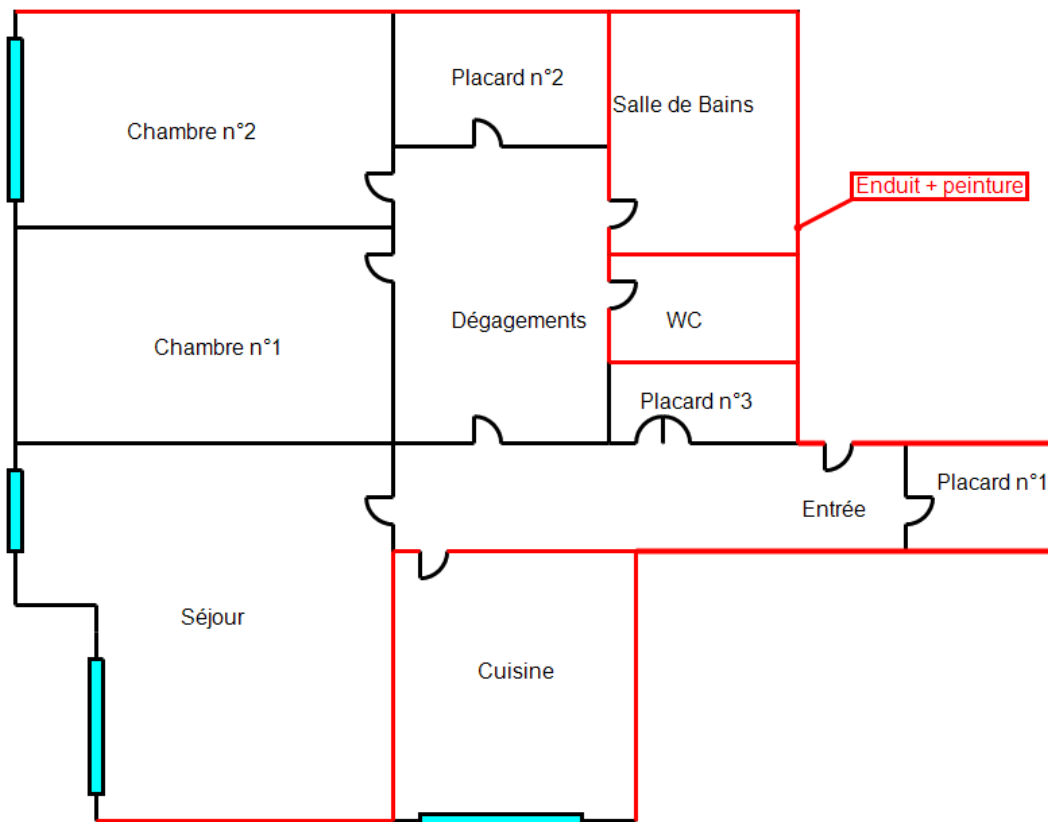 Placard n°2
Salle de Bains
Chambre n°2
Enduit + peinture
Dégagements
WC
Chambre n°1
Placard n°3
Placard n°1
Entrée
Séjour
Cuisine